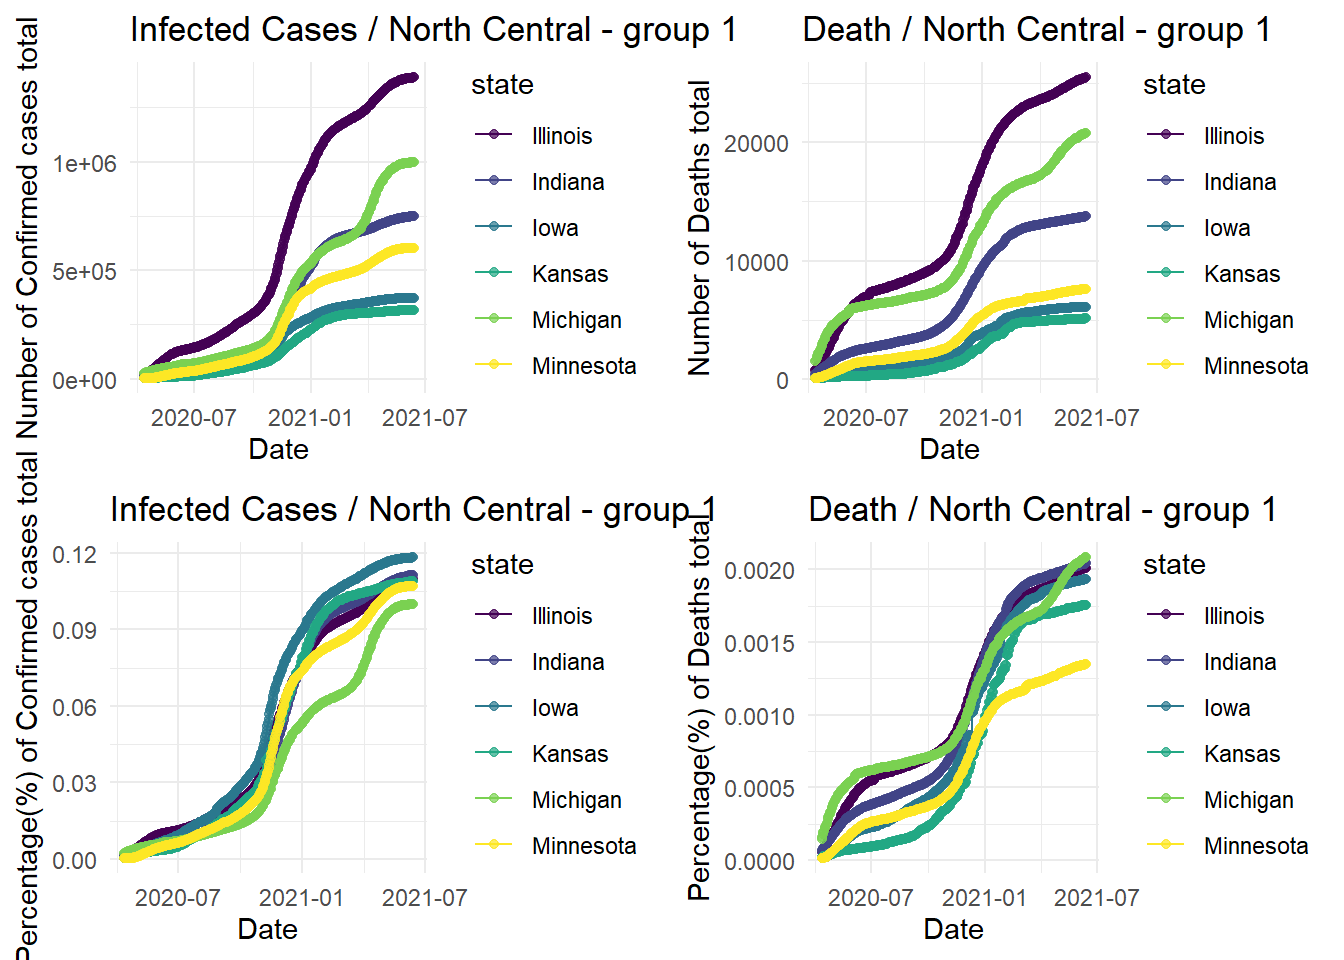 Infected Cases / North Central - group 1
Number of Confirmed cases total
1e+06
5e+05
0e+00
2020-07
2021-01
2021-07
Date
state
Illinois
Indiana
Iowa
Kansas
Michigan
Minnesota
Death / North Central - group 1
Number of Deaths total
20000
10000
0
2020-07
2021-01
2021-07
Date
state
Illinois
Indiana
Iowa
Kansas
Michigan
Minnesota
Infected Cases / North Central - group 1
Percentage(%) of Confirmed cases total
0.12
0.09
0.06
0.03
0.00
2020-07
2021-01
2021-07
Date
state
Illinois
Indiana
Iowa
Kansas
Michigan
Minnesota
Death / North Central - group 1
Percentage(%) of Deaths total
0.0020
0.0015
0.0010
0.0005
0.0000
2020-07
2021-01
2021-07
Date
state
Illinois
Indiana
Iowa
Kansas
Michigan
Minnesota